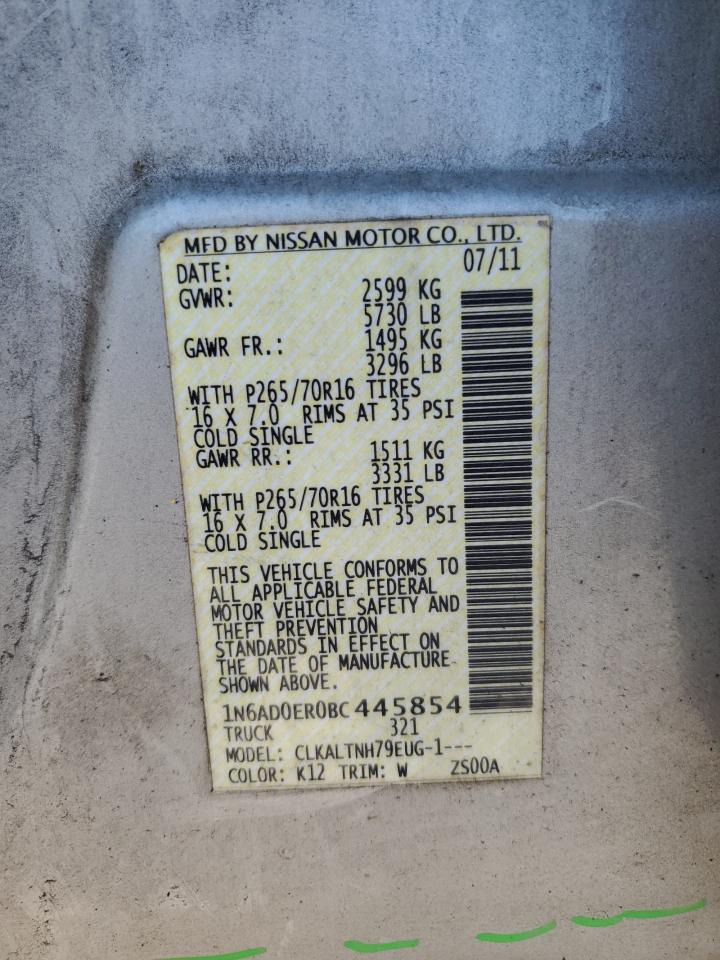 MFD BY NISSAN MOTOR CO., LTD.
DATE: 07/11
GVWR: 2599 KG
5730 LB
GAWR FR.: 1495 KG
3296 LB
WITH P265/70R16 TIRES
16 X 7.0 RIMS AT 35 PSI
COLD SINGLE
GAWR RR.: 1511 KG
3331 LB
WITH P265/70R16 TIRES
16 X 7.0 RIMS AT 35 PSI
COLD SINGLE
THIS VEHICLE CONFORMS TO
ALL APPLICABLE FEDERAL
MOTOR VEHICLE SAFETY AND
THEFT PREVENTION
STANDARDS IN EFFECT ON
THE DATE OF MANUFACTURE
SHOWN ABOVE.
1N6AD0ER0BC445854
TRUCK 321
MODEL: CLKALTNH79EUG-1---
COLOR: K12 TRIM: W ZS00A